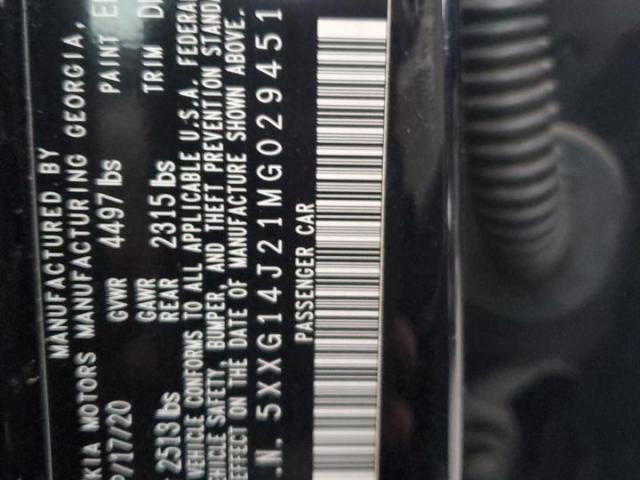 MANUFACTURED BY
KIA MOTORS MANUFACTURING GEORGIA,
/17/20 GVWR 4497 lbs PAINT
GAWR
2513 lbs REAR 2315 lbs TRIM
VEHICLE CONFORMS TO ALL APPLICABLE U.S.A. FEDERAL
VEHICLE SAFETY, BUMPER, AND THEFT PREVENTION STANDA
EFFECT ON THE DATE OF MANUFACTURE SHOWN ABOVE.
.N. 5XXG14J21MG029451
PASSENGER CAR